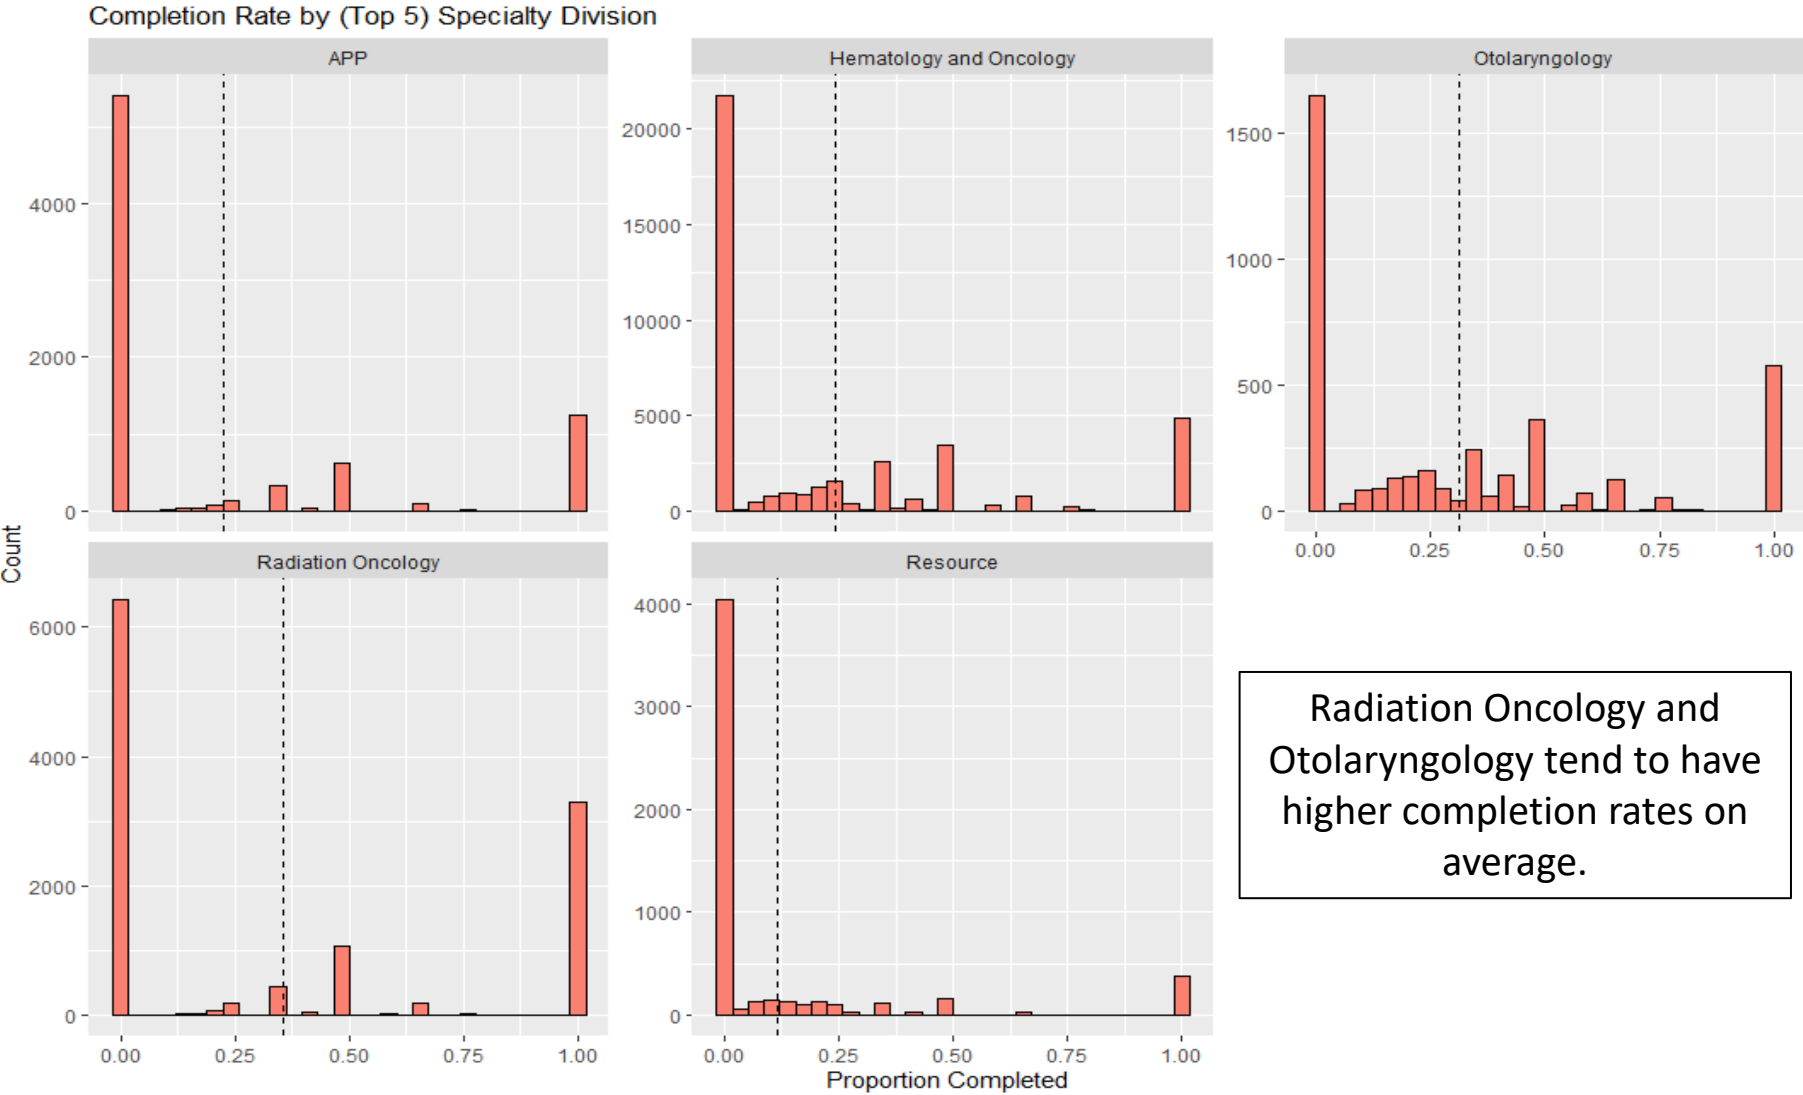 Completion Rate by (Top 5) Specialty Division
APP
Hematology and Oncology
Otolaryngology
4000
2000
0
20000
15000
10000
5000
0
1500
1000
500
0
0.00 0.25 0.50 0.75 1.00
Count
Radiation Oncology
Resource
6000
4000
2000
0
4000
3000
2000
1000
0
0.00 0.25 0.50 0.75 1.00
0.00 0.25 0.50 0.75 1.00
Proportion Completed
Radiation Oncology and
Otolaryngology tend to have
higher completion rates on
average.